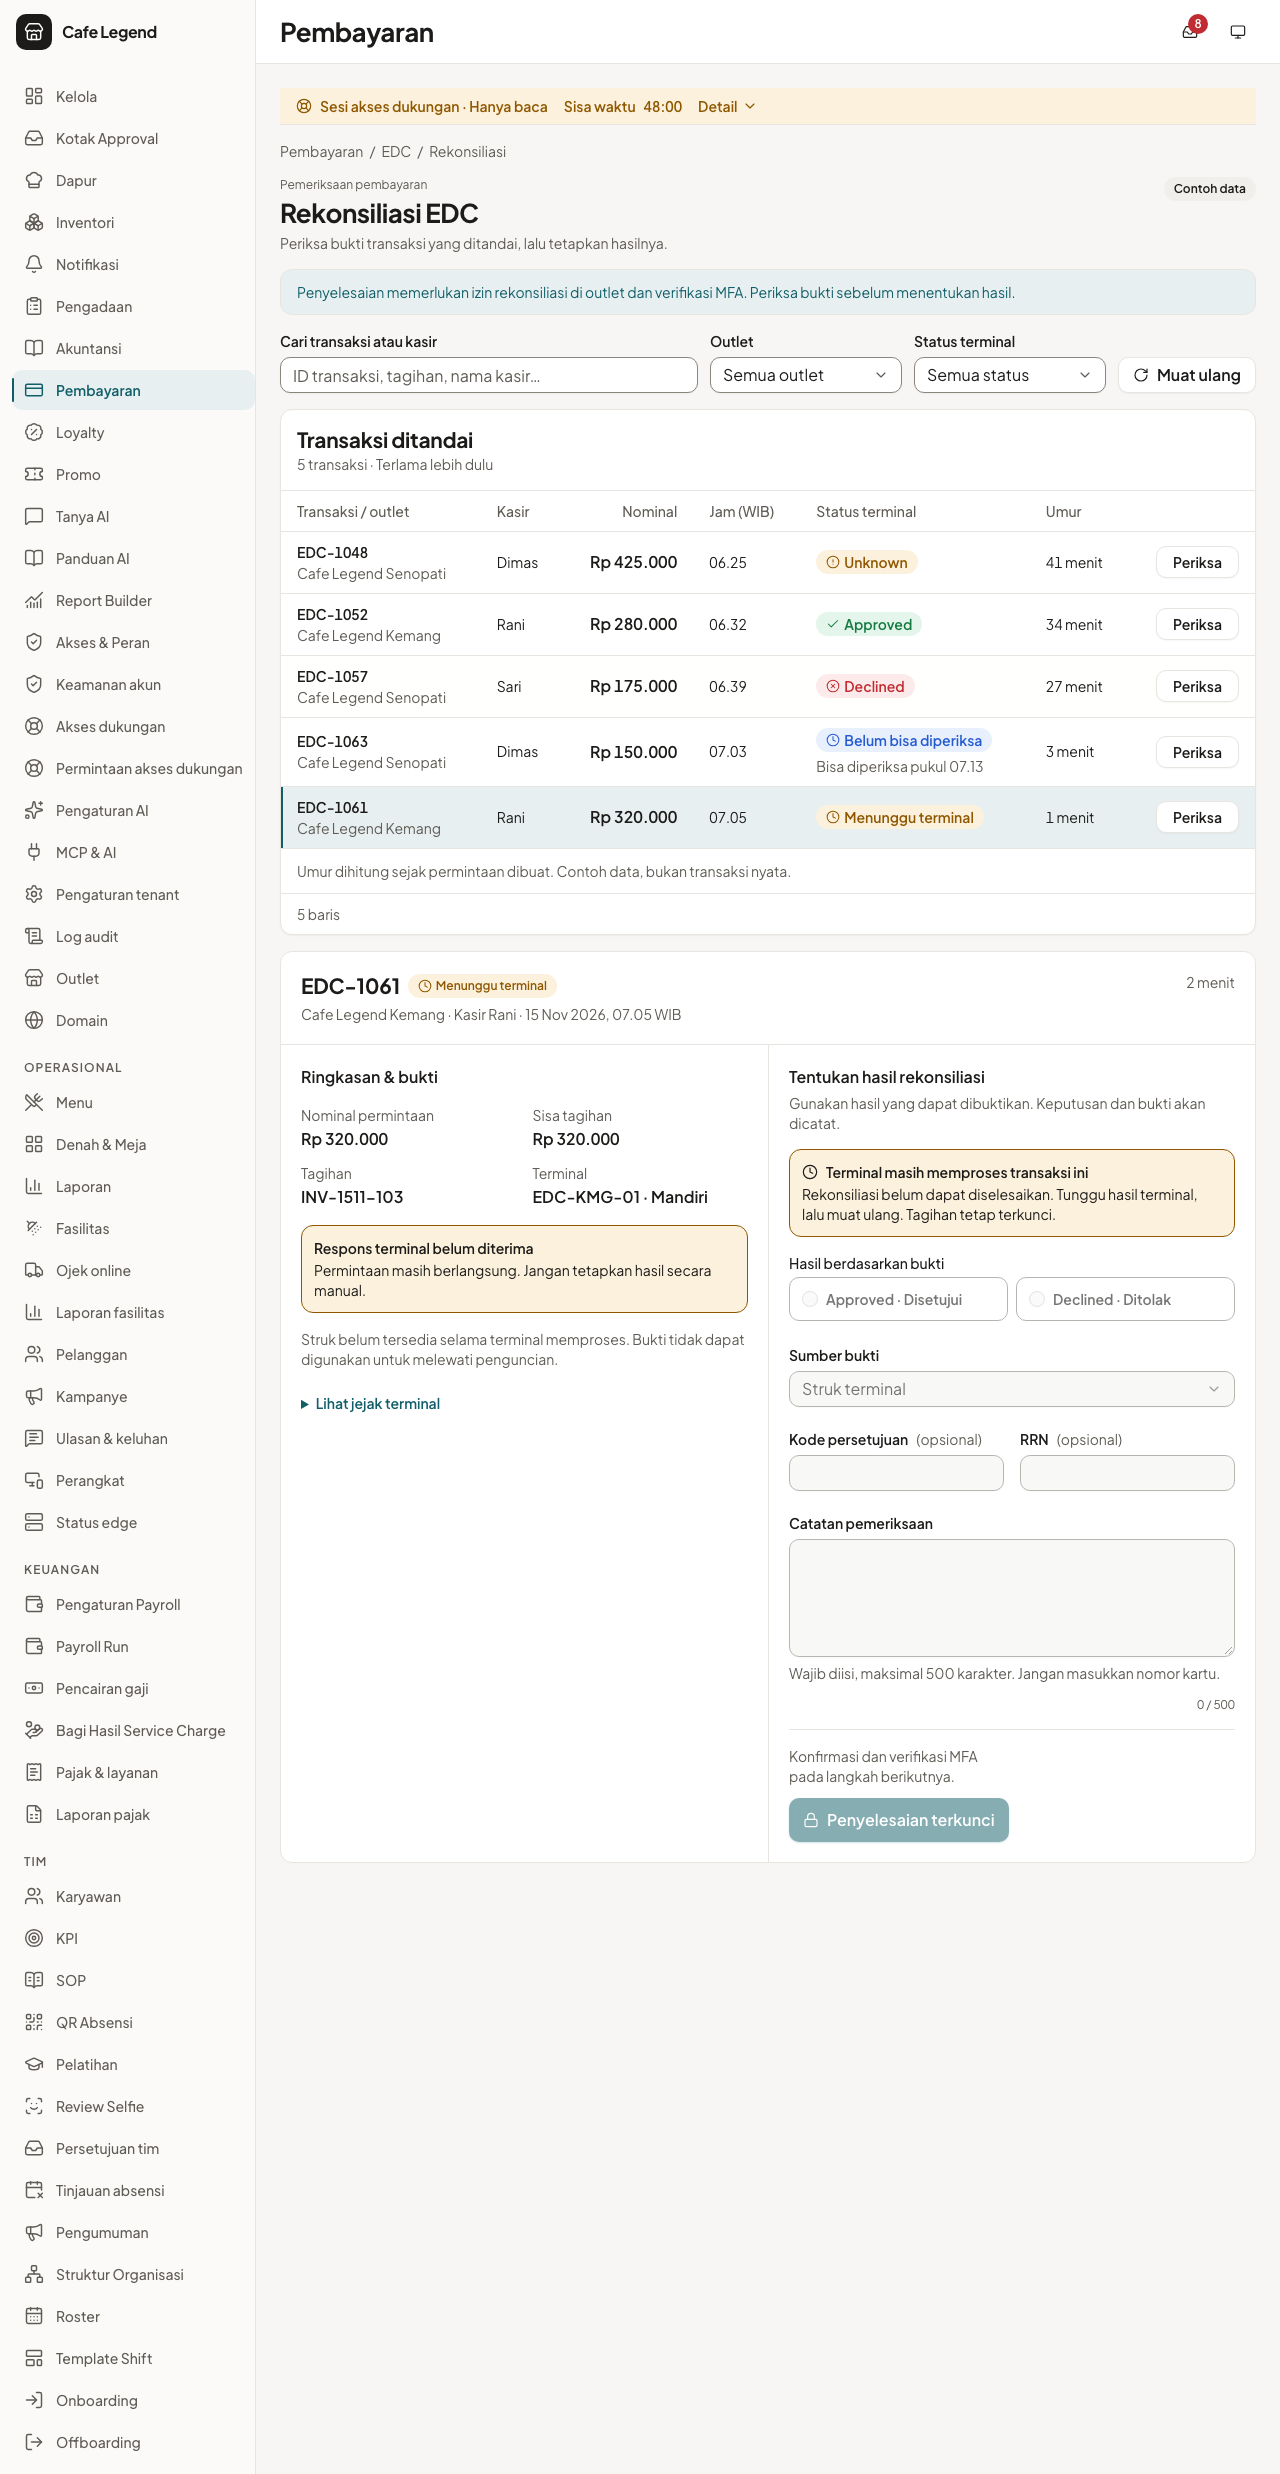 Cafe Legend
Kelola
Kotak Approval
Dapur
Inventori
Notifikasi
Pengadaan
Akuntansi
Pembayaran
Loyalty
Promo
Tanya AI
Panduan AI
Report Builder
Akses & Peran
Keamanan akun
Akses dukungan
Permintaan akses dukungan
Pengaturan AI
MCP & AI
Pengaturan tenant
Log audit
Outlet
Domain
OPERASIONAL
Menu
Denah & Meja
Laporan
Fasilitas
Ojek online
Laporan fasilitas
Pelanggan
Kampanye
Ulasan & keluhan
Perangkat
Status edge
KEUANGAN
Pengaturan Payroll
Payroll Run
Pencairan gaji
Bagi Hasil Service Charge
Pajak & layanan
Laporan pajak
TIM
Karyawan
KPI
SOP
QR Absensi
Pelatihan
Review Selfie
Persetujuan tim
Tinjauan absensi
Pengumuman
Struktur Organisasi
Roster
Template Shift
Onboarding
Offboarding
Pembayaran
8
Sesi akses dukungan · Hanya baca Sisa waktu 48:00 Detail
Pembayaran / EDC / Rekonsiliasi
Pemeriksaan pembayaran
Contoh data
Rekonsiliasi EDC
Periksa bukti transaksi yang ditandai, lalu tetapkan hasilnya.
Penyelesaian memerlukan izin rekonsiliasi di outlet dan verifikasi MFA. Periksa bukti sebelum menentukan hasil.
Cari transaksi atau kasir Outlet Status terminal
ID transaksi, tagihan, nama kasir... Semua outlet Semua status Muat ulang
Transaksi ditandai
5 transaksi · Terlama lebih dulu
Transaksi / outlet Kasir Nominal Jam (WIB) Status terminal Umur
EDC-1048
Cafe Legend Senopati Dimas Rp 425.000 06.25 Unknown 41 menit Periksa
EDC-1052
Cafe Legend Kemang Rani Rp 280.000 06.32 Approved 34 menit Periksa
EDC-1057
Cafe Legend Senopati Sari Rp 175.000 06.39 Declined 27 menit Periksa
EDC-1063
Cafe Legend Senopati Dimas Rp 150.000 07.03 Belum bisa diperiksa 3 menit Periksa
Bisa diperiksa pukul 07.13
EDC-1061
Cafe Legend Kemang Rani Rp 320.000 07.05 Menunggu terminal 1 menit Periksa
Umur dihitung sejak permintaan dibuat. Contoh data, bukan transaksi nyata.
5 baris
EDC-1061 Menunggu terminal 2 menit
Cafe Legend Kemang · Kasir Rani · 15 Nov 2026, 07.05 WIB
Ringkasan & bukti
Nominal permintaan Sisa tagihan
Rp 320.000 Rp 320.000
Tagihan Terminal
INV-1511-103 EDC-KMG-01 · Mandiri
Respons terminal belum diterima
Permintaan masih berlangsung. Jangan tetapkan hasil secara
manual.
Struk belum tersedia selama terminal memproses. Bukti tidak dapat
digunakan untuk melewati penguncian.
Lihat jejak terminal
Tentukan hasil rekonsiliasi
Gunakan hasil yang dapat dibuktikan. Keputusan dan bukti akan
dicatat.
Terminal masih memproses transaksi ini
Rekonsiliasi belum dapat diselesaikan. Tunggu hasil terminal,
lalu muat ulang. Tagihan tetap terkunci.
Hasil berdasarkan bukti
Approved · Disetujui Declined · Ditolak
Sumber bukti
Struk terminal
Kode persetujuan (opsional) RRN (opsional)
Catatan pemeriksaan
Wajib diisi, maksimal 500 karakter. Jangan masukkan nomor kartu.
0 / 500
Konfirmasi dan verifikasi MFA
pada langkah berikutnya.
Penyelesaian terkunci